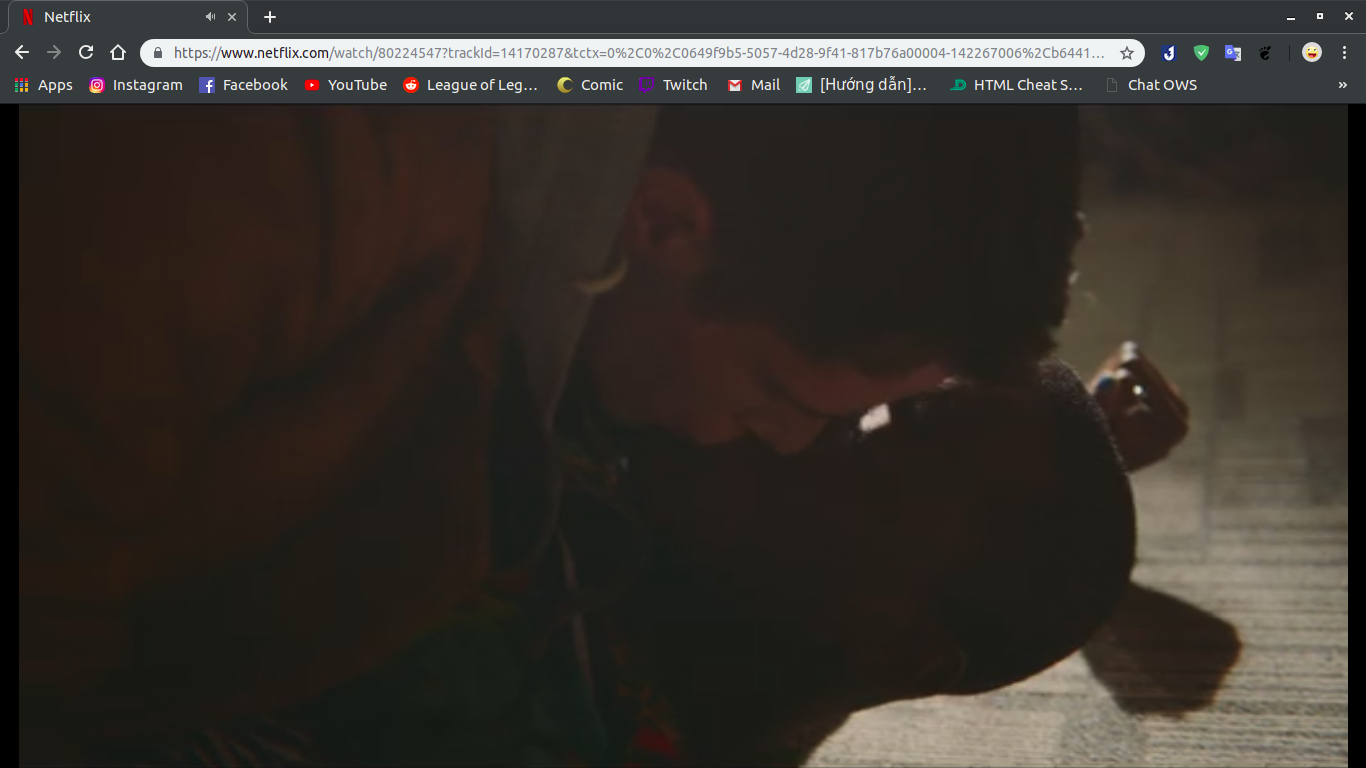 Netflix
https://www.netflix.com/watch/80224547?trackId=14170287&tctx=0%2C0%2C0649f9b5-5057-4d28-9f41-817b76a00004-142267006%2Cb6441...
Apps Instagram Facebook YouTube League of Leg... Comic Twitch Mail [Hướng dẫn]... HTML Cheat S... Chat OWS »